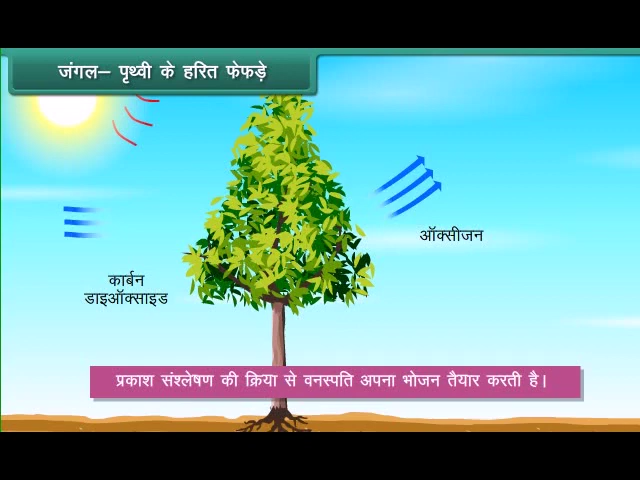 जंगल– पृथ्वी के हरित फेफड़े
ऑक्सीजन
कार्बन
डाइऑक्साइड
प्रकाश संश्लेषण की क्रिया से वनस्पति अपना भोजन तैयार करती है।